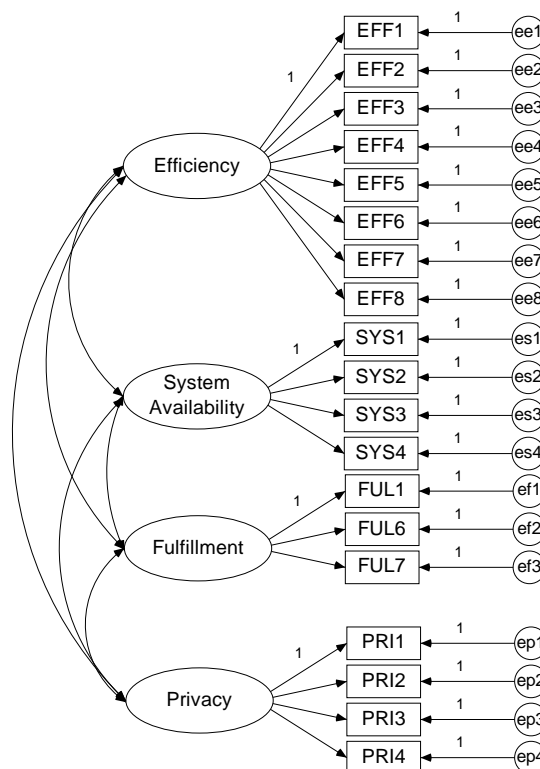 EFF1 1 ee1
EFF2 1 ee2
1
EFF3 1 ee3
EFF4 1 ee4
Efficiency
EFF5 1 ee5
EFF6 1 ee6
EFF7 1 ee7
EFF8 1 ee8
SYS1 1 es1
1
SYS2 1 es2
System
Availability
SYS3 1 es3
SYS4 1 es4
FUL1 1 ef1
1
FUL6 1 ef2
Fulfillment
FUL7 1 ef3
PRI1 1 ep1
1
PRI2 1 ep2
Privacy
PRI3 1 ep3
PRI4 1 ep4